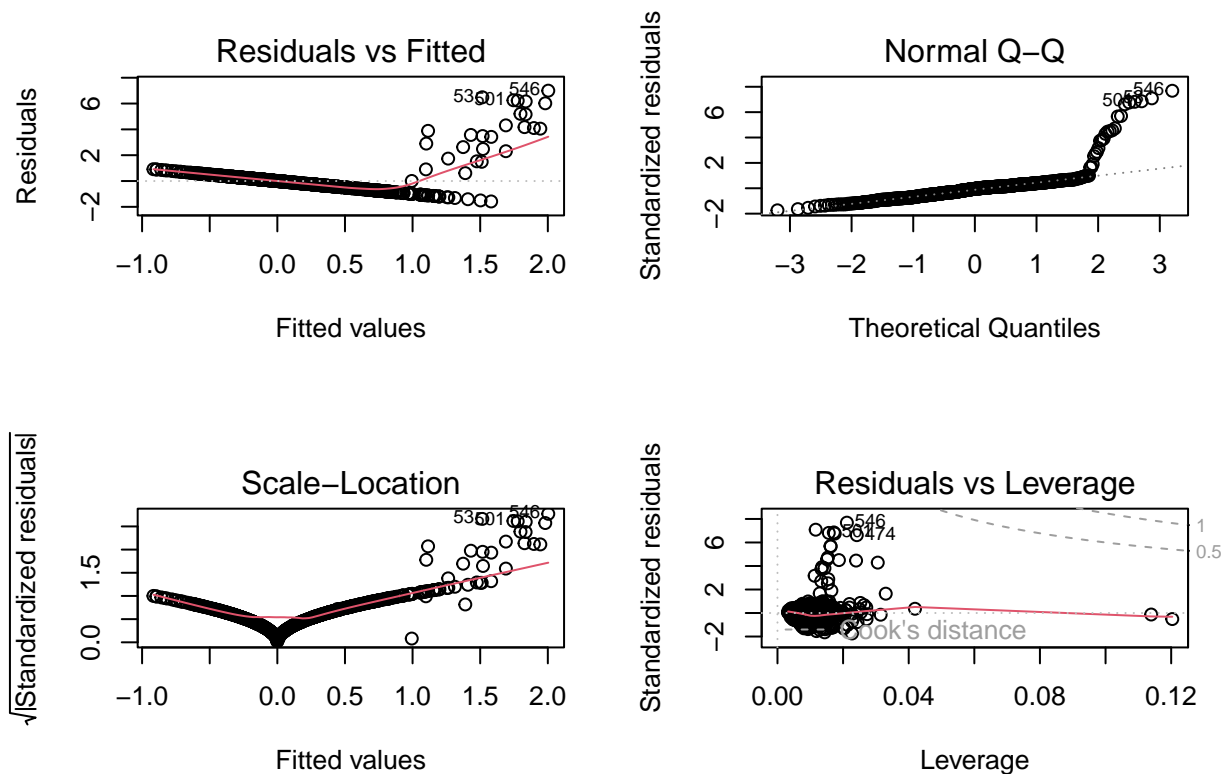 Residuals vs Fitted
Residuals
6
2
−2
−1.0 0.0 0.5 1.0 1.5 2.0
Fitted values
546
501
Normal Q−Q
Standardized residuals
6
2
−2
−3 −2 −1 0 1 2 3
Theoretical Quantiles
546
Scale−Location
√|Standardized residuals|
1.5
0.0
−1.0 0.0 0.5 1.0 1.5 2.0
Fitted values
546
501
Residuals vs Leverage
Standardized residuals
6
2
−2
0.00 0.04 0.08 0.12
Leverage
546
474
1
0.5
Cook's distance